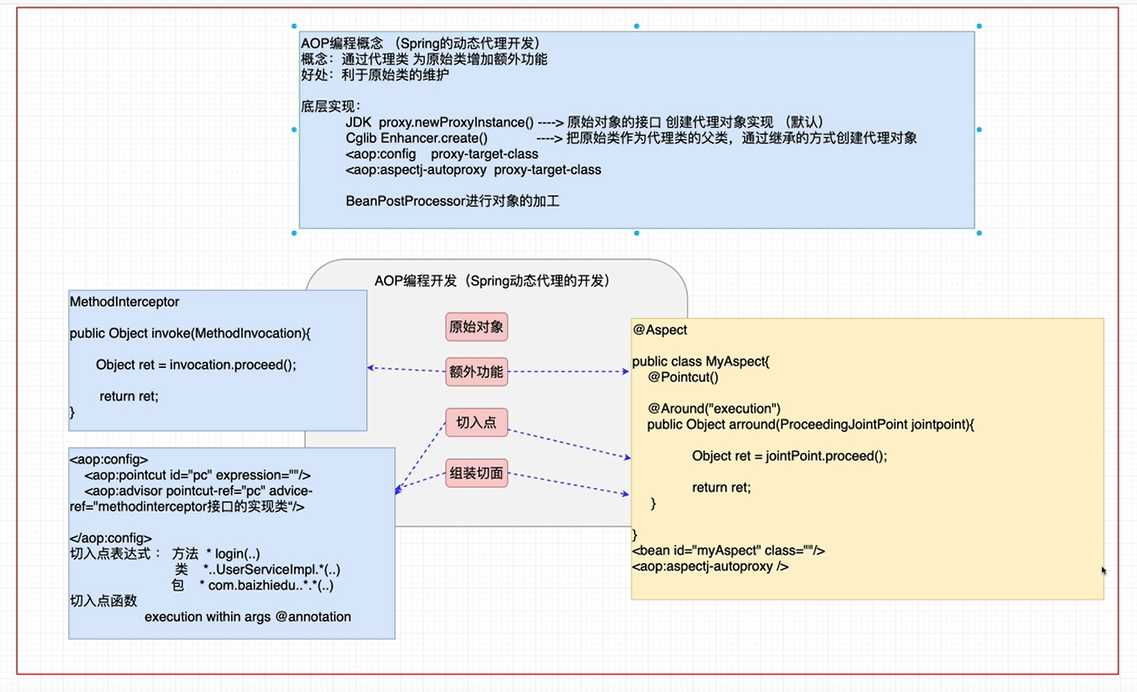 AOP编程概念 （Spring的动态代理开发）
概念：通过代理类 为原始类增加额外功能
好处：利于原始类的维护
底层实现：
JDK proxy.newProxyInstance() ----> 原始对象的接口 创建代理对象实现 （默认）
Cglib Enhancer.create() ----> 把原始类作为代理类的父类，通过继承的方式创建代理对象
<aop:config proxy-target-class
<aop:aspectj-autoproxy proxy-target-class
BeanPostProcessor进行对象的加工
AOP编程开发（Spring动态代理的开发）
原始对象
额外功能
切入点
组装切面
MethodInterceptor
public Object invoke(MethodInvocation){
Object ret = invocation.proceed();
return ret;
}
<aop:config>
<aop:pointcut id="pc" expression=""/>
<aop:advisor pointcut-ref="pc" advice-
ref="methodinterceptor接口的实现类"/>
</aop:config>
切入点表达式： 方法 * login(..)
类 *..UserServiceImpl.*(..)
包 * com.baizhiedu..*.*(..)
切入点函数
execution within args @annotation
@Aspect
public class MyAspect{
@Pointcut()
@Around("execution")
public Object arround(ProceedingJointPoint jointpoint){
Object ret = jointPoint.proceed();
return ret;
}
}
<bean id="myAspect" class=""/>
<aop:aspectj-autoproxy />